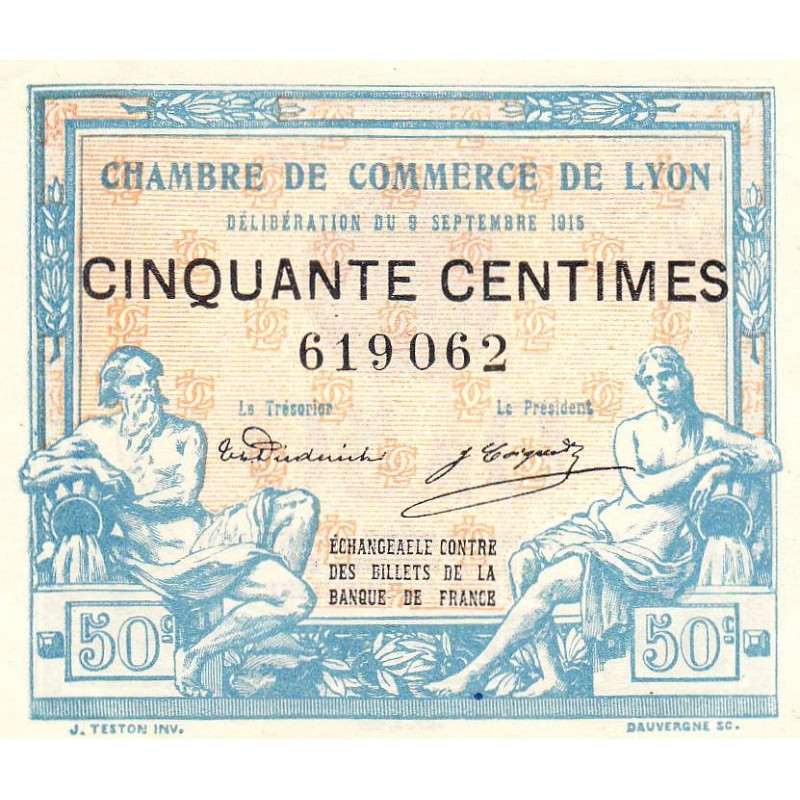 CHAMBRE DE COMMERCE DE LYON
DÉLIBÉRATION DU 9 SEPTEMBRE 1915
CINQUANTE CENTIMES
619062
Le Trésorier Le Président
ÉCHANGEAELE CONTRE
DES BILLETS DE LA
BANQUE DE FRANCE
50c 50c
J. TESTON INV. DAUVERGNE SC.